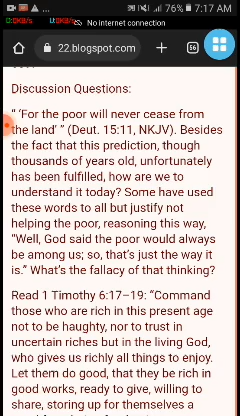 76% 7:17 AM
0:0KB/s U:0KB/s No internet connection
22.blogspot.com 56
Discussion Questions:
“ ‘For the poor will never cease from
the land’ ” (Deut. 15:11, NKJV). Besides
the fact that this prediction, though
thousands of years old, unfortunately
has been fulfilled, how are we to
understand it today? Some have used
these words to all but justify not
helping the poor, reasoning this way,
“Well, God said the poor would always
be among us; so, that’s just the way it
is.” What’s the fallacy of that thinking?
Read 1 Timothy 6:17–19: “Command
those who are rich in this present age
not to be haughty, nor to trust in
uncertain riches but in the living God,
who gives us richly all things to enjoy.
Let them do good, that they be rich in
good works, ready to give, willing to
share, storing up for themselves a